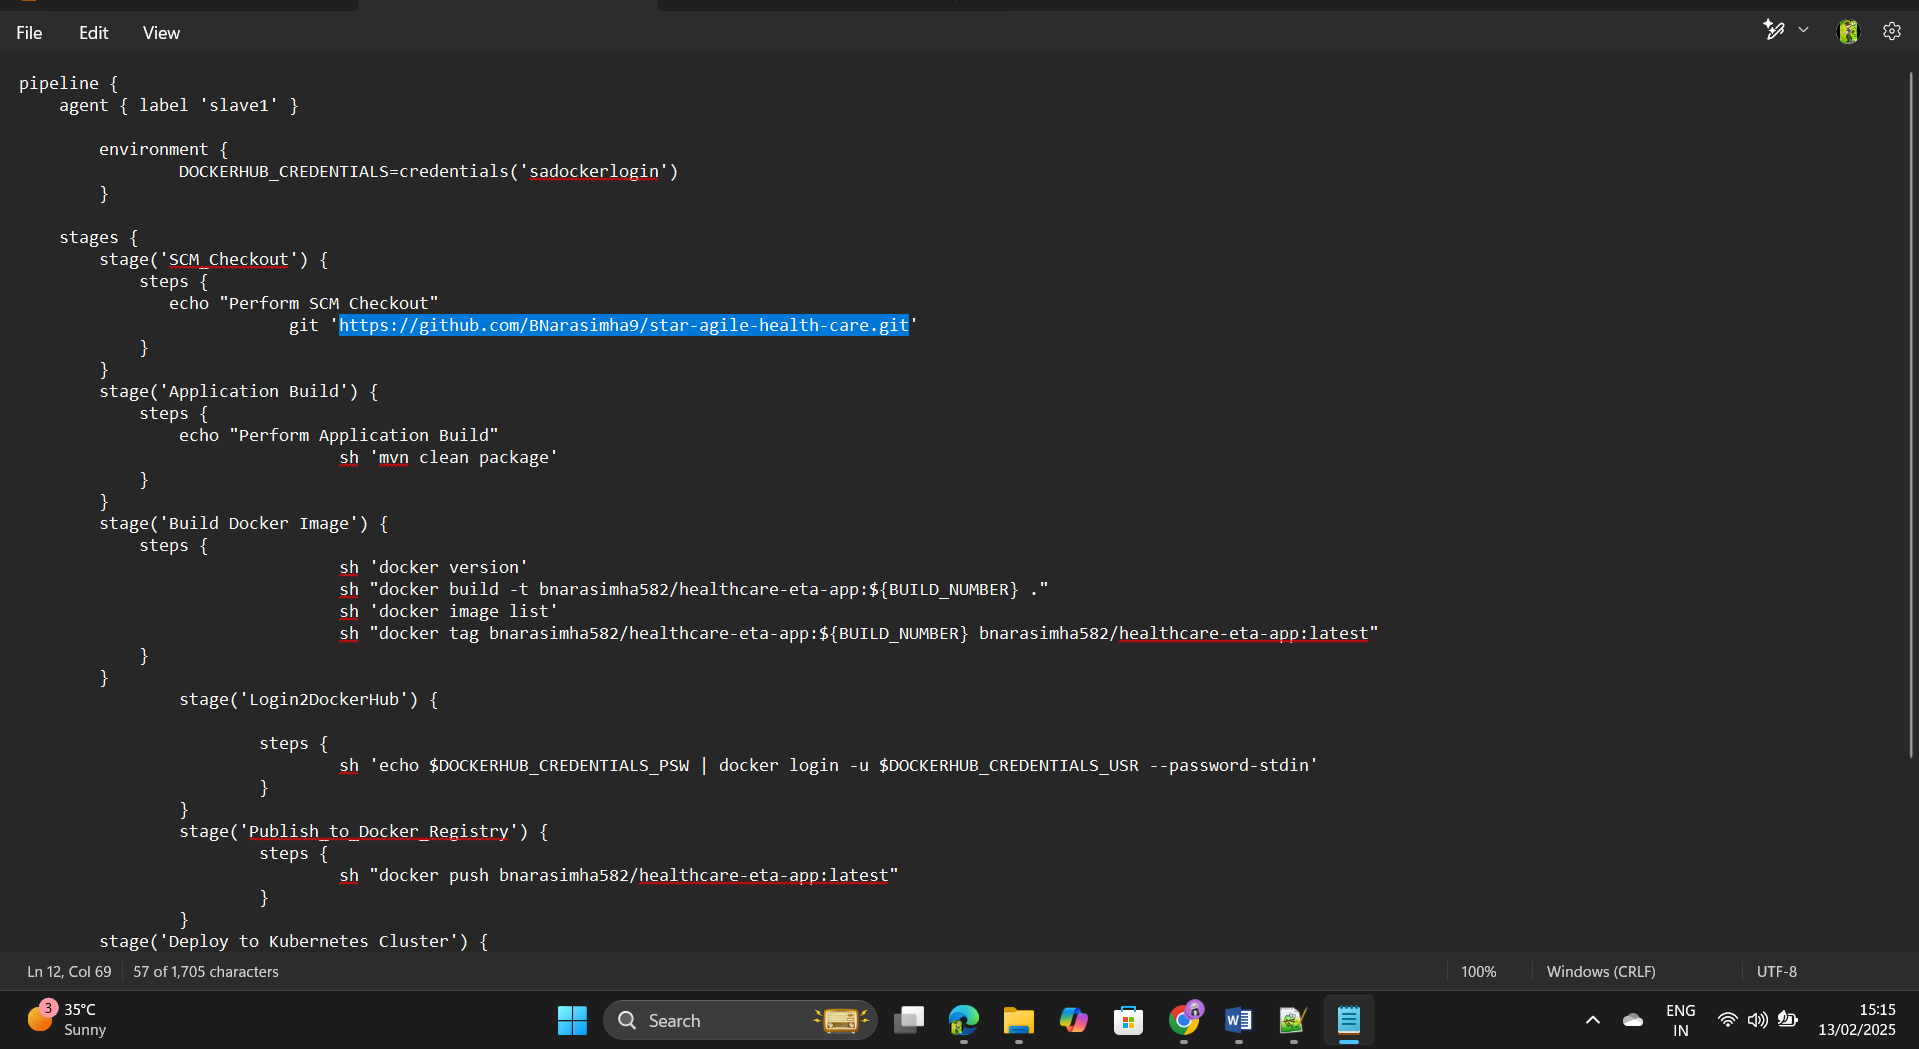 File Edit View
pipeline {
    agent { label 'slave1' }

        environment {
                DOCKERHUB_CREDENTIALS=credentials('sadockerlogin')
        }

    stages {
        stage('SCM_Checkout') {
            steps {
               echo "Perform SCM Checkout"
                           git 'https://github.com/BNarasimha9/star-agile-health-care.git'
            }
        }
        stage('Application Build') {
            steps {
                echo "Perform Application Build"
                                sh 'mvn clean package'
            }
        }
        stage('Build Docker Image') {
            steps {
                                sh 'docker version'
                                sh "docker build -t bnarasimha582/healthcare-eta-app:${BUILD_NUMBER} ."
                                sh 'docker image list'
                                sh "docker tag bnarasimha582/healthcare-eta-app:${BUILD_NUMBER} bnarasimha582/healthcare-eta-app:latest"
            }
        }
                stage('Login2DockerHub') {

                        steps {
                                sh 'echo $DOCKERHUB_CREDENTIALS_PSW | docker login -u $DOCKERHUB_CREDENTIALS_USR --password-stdin'
                        }
                }
                stage('Publish_to_Docker_Registry') {
                        steps {
                                sh "docker push bnarasimha582/healthcare-eta-app:latest"
                        }
                }
        stage('Deploy to Kubernetes Cluster') {
Ln 12, Col 69 57 of 1,705 characters 100% Windows (CRLF) UTF-8
3 35°C
Sunny
Search
ENG
IN
15:15
13/02/2025